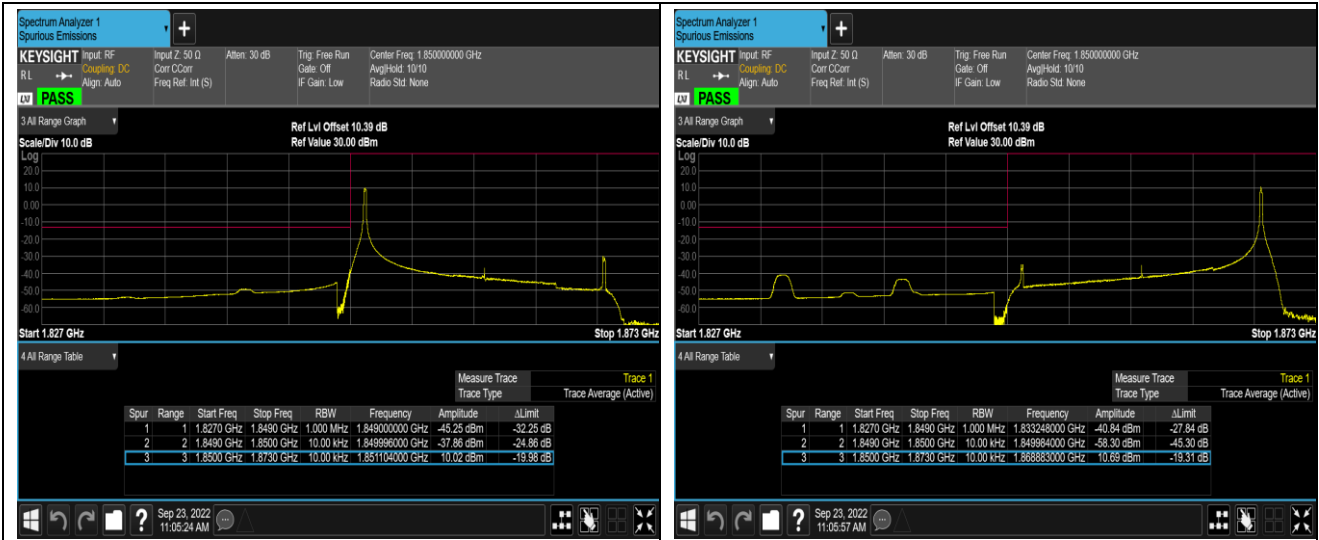 Spectrum Analyzer 1
Spurious Emissions
+
KEYSIGHT Input: RF Input Z: 50 Ω Atten: 30 dB Trig: Free Run Center Freq: 1.850000000 GHz
RL Coupling: DC Corr CCorr Gate: Off Avg|Hold: 10/10
Align: Auto Freq Ref: Int (S) IF Gain: Low Radio Std: None
LXI PASS
3 All Range Graph
Ref Lvl Offset 10.39 dB
Scale/Div 10.0 dB Ref Value 30.00 dBm
Log
20.0
10.0
0.00
-10.0
-20.0
-30.0
-40.0
-50.0
-60.0
Start 1.827 GHz Stop 1.873 GHz
4 All Range Table
Measure Trace Trace 1
Trace Type Trace Average (Active)
Spur Range Start Freq Stop Freq RBW Frequency Amplitude ΔLimit
1 1 1.8270 GHz 1.8490 GHz 1.000 MHz 1.849000000 GHz -45.25 dBm -32.25 dB
2 2 1.8490 GHz 1.8500 GHz 10.00 kHz 1.849996000 GHz -37.86 dBm -24.86 dB
3 3 1.8500 GHz 1.8730 GHz 10.00 kHz 1.851104000 GHz 10.02 dBm -19.98 dB
?
Sep 23, 2022
11:05:24 AM
Spectrum Analyzer 1
Spurious Emissions
+
KEYSIGHT Input: RF Input Z: 50 Ω Atten: 30 dB Trig: Free Run Center Freq: 1.850000000 GHz
RL Coupling: DC Corr CCorr Gate: Off Avg|Hold: 10/10
Align: Auto Freq Ref: Int (S) IF Gain: Low Radio Std: None
LXI PASS
3 All Range Graph
Ref Lvl Offset 10.39 dB
Scale/Div 10.0 dB Ref Value 30.00 dBm
Log
20.0
10.0
0.00
-10.0
-20.0
-30.0
-40.0
-50.0
-60.0
Start 1.827 GHz Stop 1.873 GHz
4 All Range Table
Measure Trace Trace 1
Trace Type Trace Average (Active)
Spur Range Start Freq Stop Freq RBW Frequency Amplitude ΔLimit
1 1 1.8270 GHz 1.8490 GHz 1.000 MHz 1.833248000 GHz -40.84 dBm -27.84 dB
2 2 1.8490 GHz 1.8500 GHz 10.00 kHz 1.849984000 GHz -58.30 dBm -45.30 dB
3 3 1.8500 GHz 1.8730 GHz 10.00 kHz 1.868883000 GHz 10.69 dBm -19.31 dB
?
Sep 23, 2022
11:05:57 AM